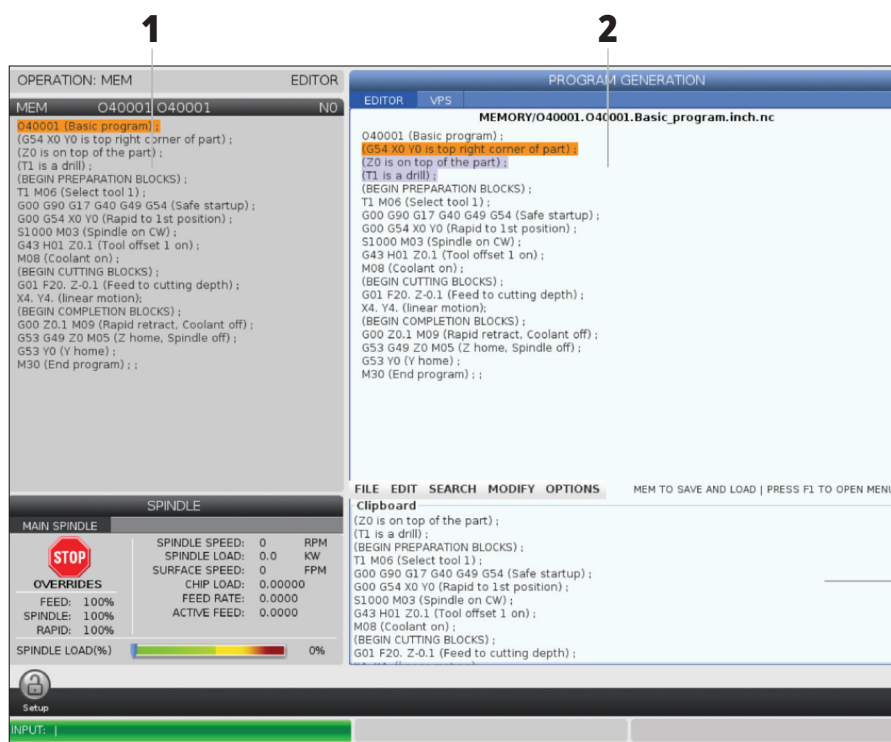 1
2
OPERATION: MEM EDITOR
MEM O40001 O40001 N0
O40001 (Basic program) ;
(G54 X0 Y0 is top right corner of part) ;
(Z0 is on top of the part) ;
(T1 is a drill) ;
(BEGIN PREPARATION BLOCKS) ;
T1 M06 (Select tool 1) ;
G00 G90 G17 G40 G49 G54 (Safe startup) ;
G00 G54 X0 Y0 (Rapid to 1st position) ;
S1000 M03 (Spindle on CW) ;
G43 H01 Z0.1 (Tool offset 1 on) ;
M08 (Coolant on) ;
(BEGIN CUTTING BLOCKS) ;
G01 F20. Z-0.1 (Feed to cutting depth) ;
X4. Y4. (linear motion);
(BEGIN COMPLETION BLOCKS) ;
G00 Z0.1 M09 (Rapid retract, Coolant off) ;
G53 G49 Z0 M05 (Z home, Spindle off) ;
G53 Y0 (Y home) ;
M30 (End program) ; ;
PROGRAM GENERATION
EDITOR VPS
MEMORY/O40001.O40001.Basic_program.inch.nc
O40001 (Basic program) ;
(G54 X0 Y0 is top right corner of part) ;
(Z0 is on top of the part) ;
(T1 is a drill) ;
(BEGIN PREPARATION BLOCKS) ;
T1 M06 (Select tool 1) ;
G00 G90 G17 G40 G49 G54 (Safe startup) ;
G00 G54 X0 Y0 (Rapid to 1st position) ;
S1000 M03 (Spindle on CW) ;
G43 H01 Z0.1 (Tool offset 1 on) ;
M08 (Coolant on) ;
(BEGIN CUTTING BLOCKS) ;
G01 F20. Z-0.1 (Feed to cutting depth) ;
X4. Y4. (linear motion);
(BEGIN COMPLETION BLOCKS) ;
G00 Z0.1 M09 (Rapid retract, Coolant off) ;
G53 G49 Z0 M05 (Z home, Spindle off) ;
G53 Y0 (Y home) ;
M30 (End program) ; ;
FILE EDIT SEARCH MODIFY OPTIONS MEM TO SAVE AND LOAD | PRESS F1 TO OPEN MENU
Clipboard
(Z0 is on top of the part) ;
(T1 is a drill) ;
(BEGIN PREPARATION BLOCKS) ;
T1 M06 (Select tool 1) ;
G00 G90 G17 G40 G49 G54 (Safe startup) ;
G00 G54 X0 Y0 (Rapid to 1st position) ;
S1000 M03 (Spindle on CW) ;
G43 H01 Z0.1 (Tool offset 1 on) ;
M08 (Coolant on) ;
(BEGIN CUTTING BLOCKS) ;
G01 F20. Z-0.1 (Feed to cutting depth) ;
SPINDLE
MAIN SPINDLE
STOP
OVERRIDES
FEED: 100%
SPINDLE: 100%
RAPID: 100%
SPINDLE SPEED: 0 RPM
SPINDLE LOAD: 0.0 KW
SURFACE SPEED: 0 FPM
CHIP LOAD: 0.00000
FEED RATE: 0.0000
ACTIVE FEED: 0.0000
SPINDLE LOAD(%) 0%
Setup
INPUT: |